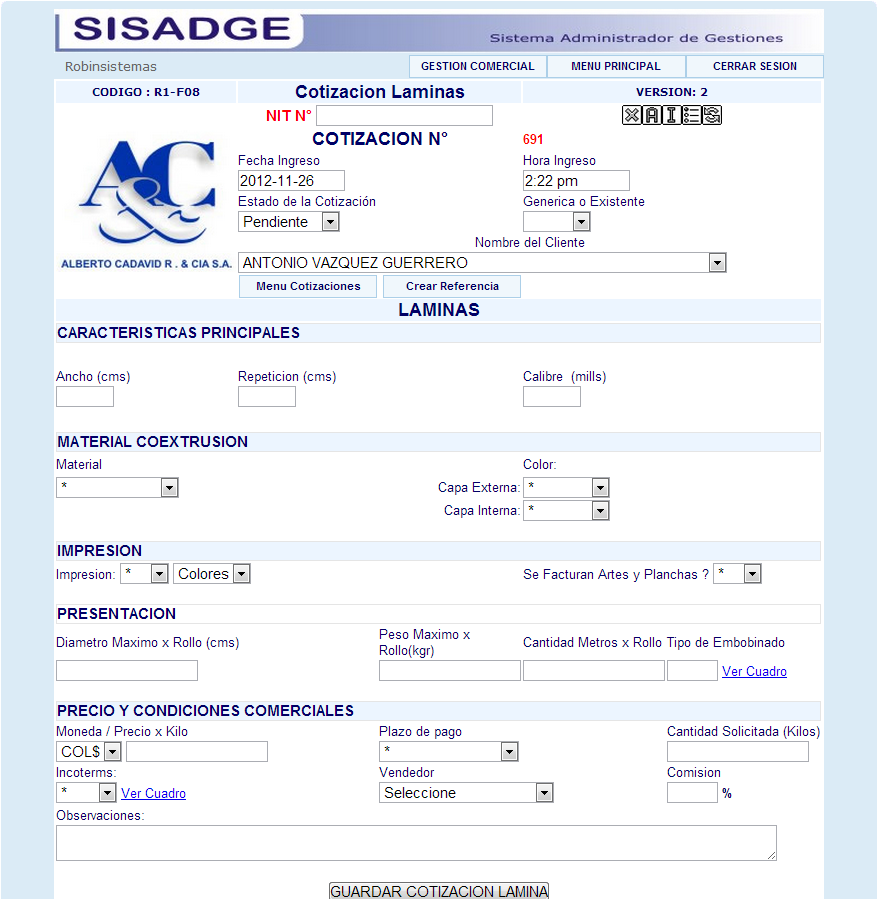 SISADGE
Sistema Administrador de Gestiones
Robinsistemas
GESTION COMERCIAL
MENU PRINCIPAL
CERRAR SESION
CODIGO : R1-F08
Cotizacion Laminas
VERSION: 2
NIT N°
A I
COTIZACION N°
691
Fecha Ingreso
Hora Ingreso
2012-11-26
2:22 pm
Estado de la Cotización
Generica o Existente
Pendiente
A&C
ALBERTO CADAVID R . & CIA S.A.
Nombre del Cliente
ANTONIO VAZQUEZ GUERRERO
Menu Cotizaciones
Crear Referencia
LAMINAS
CARACTERISTICAS PRINCIPALES
Ancho (cms)
Repeticion (cms)
Calibre (mills)
MATERIAL COEXTRUSION
Material
Color:
*
Capa Externa: *
Capa Interna: *
IMPRESION
Impresion: * Colores
Se Facturan Artes y Planchas ? *
PRESENTACION
Diametro Maximo x Rollo (cms)
Peso Maximo x
Rollo(kgr)
Cantidad Metros x Rollo
Tipo de Embobinado
Ver Cuadro
PRECIO Y CONDICIONES COMERCIALES
Moneda / Precio x Kilo
Plazo de pago
Cantidad Solicitada (Kilos)
COL$
*
Incoterms:
Vendedor
Comision
* Ver Cuadro
Seleccione
%
Observaciones:
GUARDAR COTIZACION LAMINA